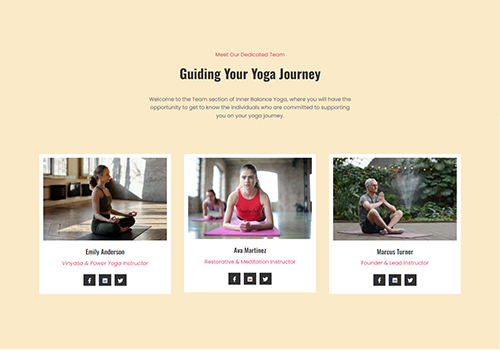 Meet Our Dedicated Team
Guiding Your Yoga Journey
Welcome to the Team section of Inner Balance Yoga, where you will have the
opportunity to get to know the individuals who are committed to supporting
you on your yoga journey.
Emily Anderson
Vinyasa & Power Yoga Instructor
Ava Martinez
Restorative & Meditation Instructor
Marcus Turner
Founder & Lead Instructor